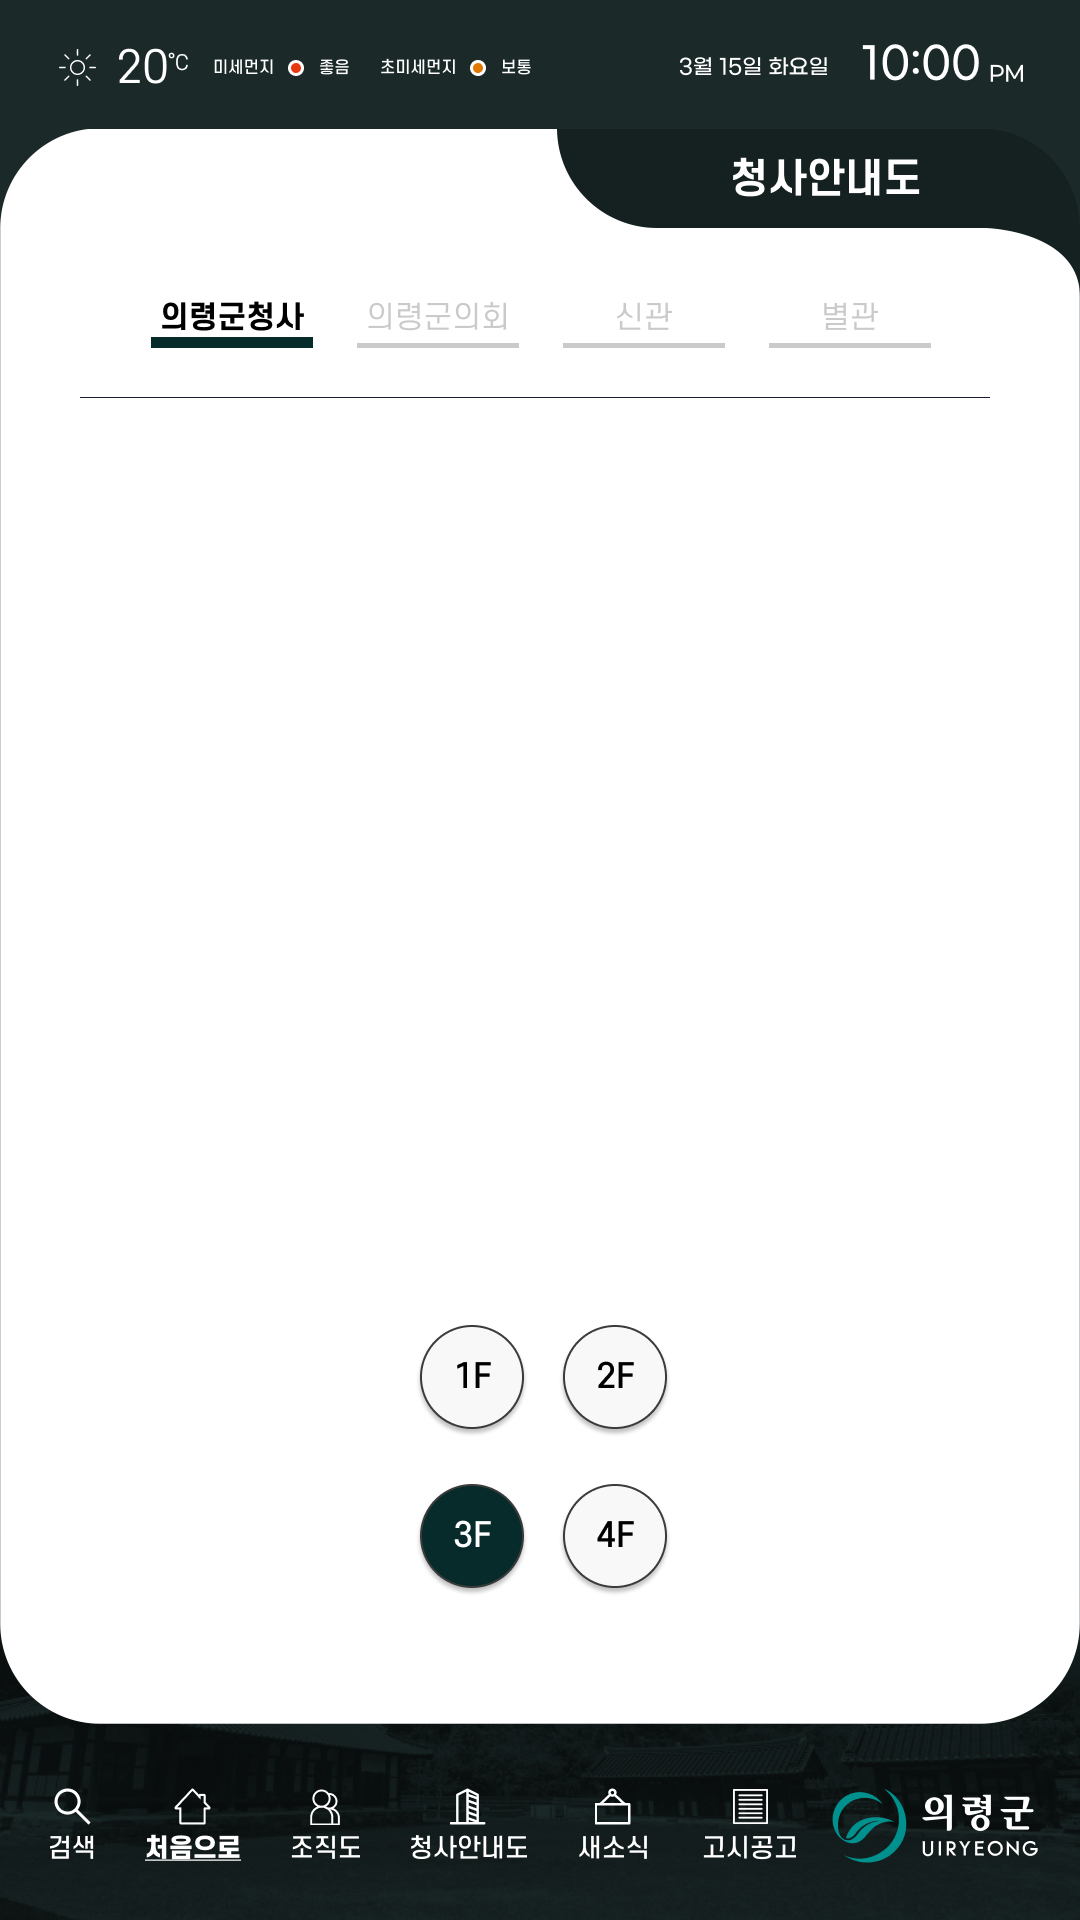 20℃ 미세먼지 좋음 초미세먼지 보통 3월 15일 화요일 10:00 PM
청사안내도
의령군청사 의령군의회 신관 별관
1F 2F
3F 4F
검색 처음으로 조직도 청사안내도 새소식 고시공고 의령군
UIRYEONG